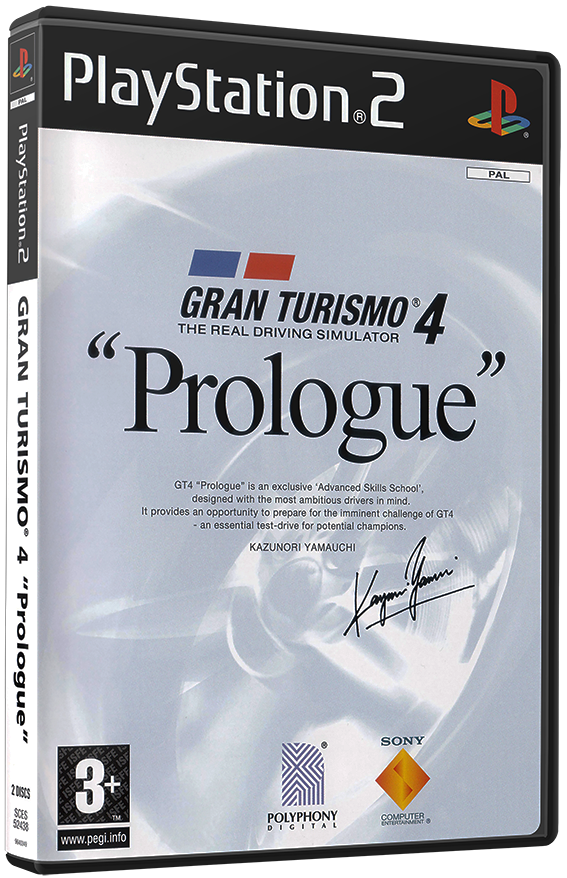 PlayStation®2
PAL
GRAN TURISMO® 4
THE REAL DRIVING SIMULATOR
“Prologue”
GT4 “Prologue” is an exclusive ‘Advanced Skills School’,
designed with the most ambitious drivers in mind.
It provides an opportunity to prepare for the imminent challenge of GT4
- an essential test-drive for potential champions.
KAZUNORI YAMAUCHI
3+
™
www.pegi.info
®
POLYPHONY
DIGITAL
SONY
COMPUTER
ENTERTAINMENT®
PAL
PlayStation®2
GRAN TURISMO® 4 “Prologue”
2 DISCS
SCES
52438